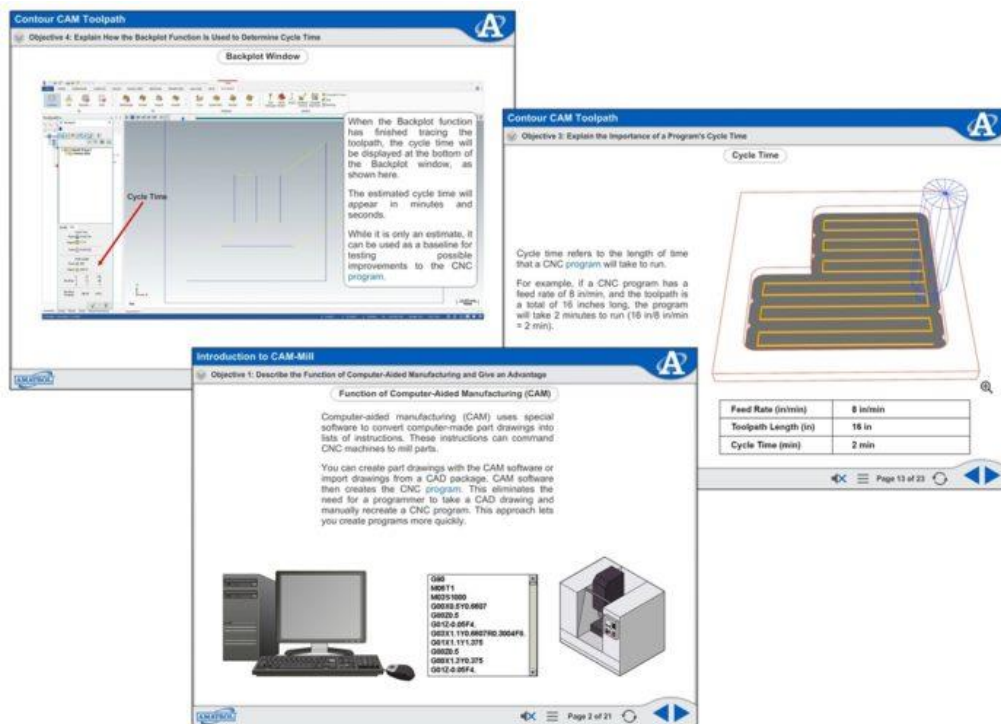 Contour CAM Toolpath
Objective 4: Explain How the Backplot Function Is Used to Determine Cycle Time
Backplot Window
When the Backplot function
has finished tracing the
toolpath, the cycle time will
be displayed at the bottom of
the Backplot window, as
shown here.
The estimated cycle time will
appear in minutes and
seconds.
While it is only an estimate, it
can be used as a baseline for
testing possible
improvements to the CNC
program.
Cycle Time
AMATROL
Contour CAM Toolpath
Objective 3: Explain the Importance of a Program's Cycle Time
Cycle Time
Cycle time refers to the length of time
that a CNC program will take to run.
For example, if a CNC program has a
feed rate of 8 in/min, and the toolpath is
a total of 16 inches long, the program
will take 2 minutes to run (16 in/8 in/min
= 2 min).
Feed Rate (in/min) 8 in/min
Toolpath Length (in) 16 in
Cycle Time (min) 2 min
Page 13 of 23
Introduction to CAM-Mill
Objective 1: Describe the Function of Computer-Aided Manufacturing and Give an Advantage
Function of Computer-Aided Manufacturing (CAM)
Computer-aided manufacturing (CAM) uses special
software to convert computer-made part drawings into
lists of instructions. These instructions can command
CNC machines to mill parts.
You can create part drawings with the CAM software or
import drawings from a CAD package. CAM software
then creates the CNC program. This eliminates the
need for a programmer to take a CAD drawing and
manually recreate a CNC program. This approach lets
you create programs more quickly.
G90
M06T1
M03S1000
G00X0.5Y0.6607
G00Z0.5
G01Z-0.05F4.
G02X1.1Y0.6607R0.3004F8.
G01X1.1Y1.375
G00Z0.5
G00X1.3Y0.375
G01Z-0.05F4.
AMATROL
Page 2 of 21